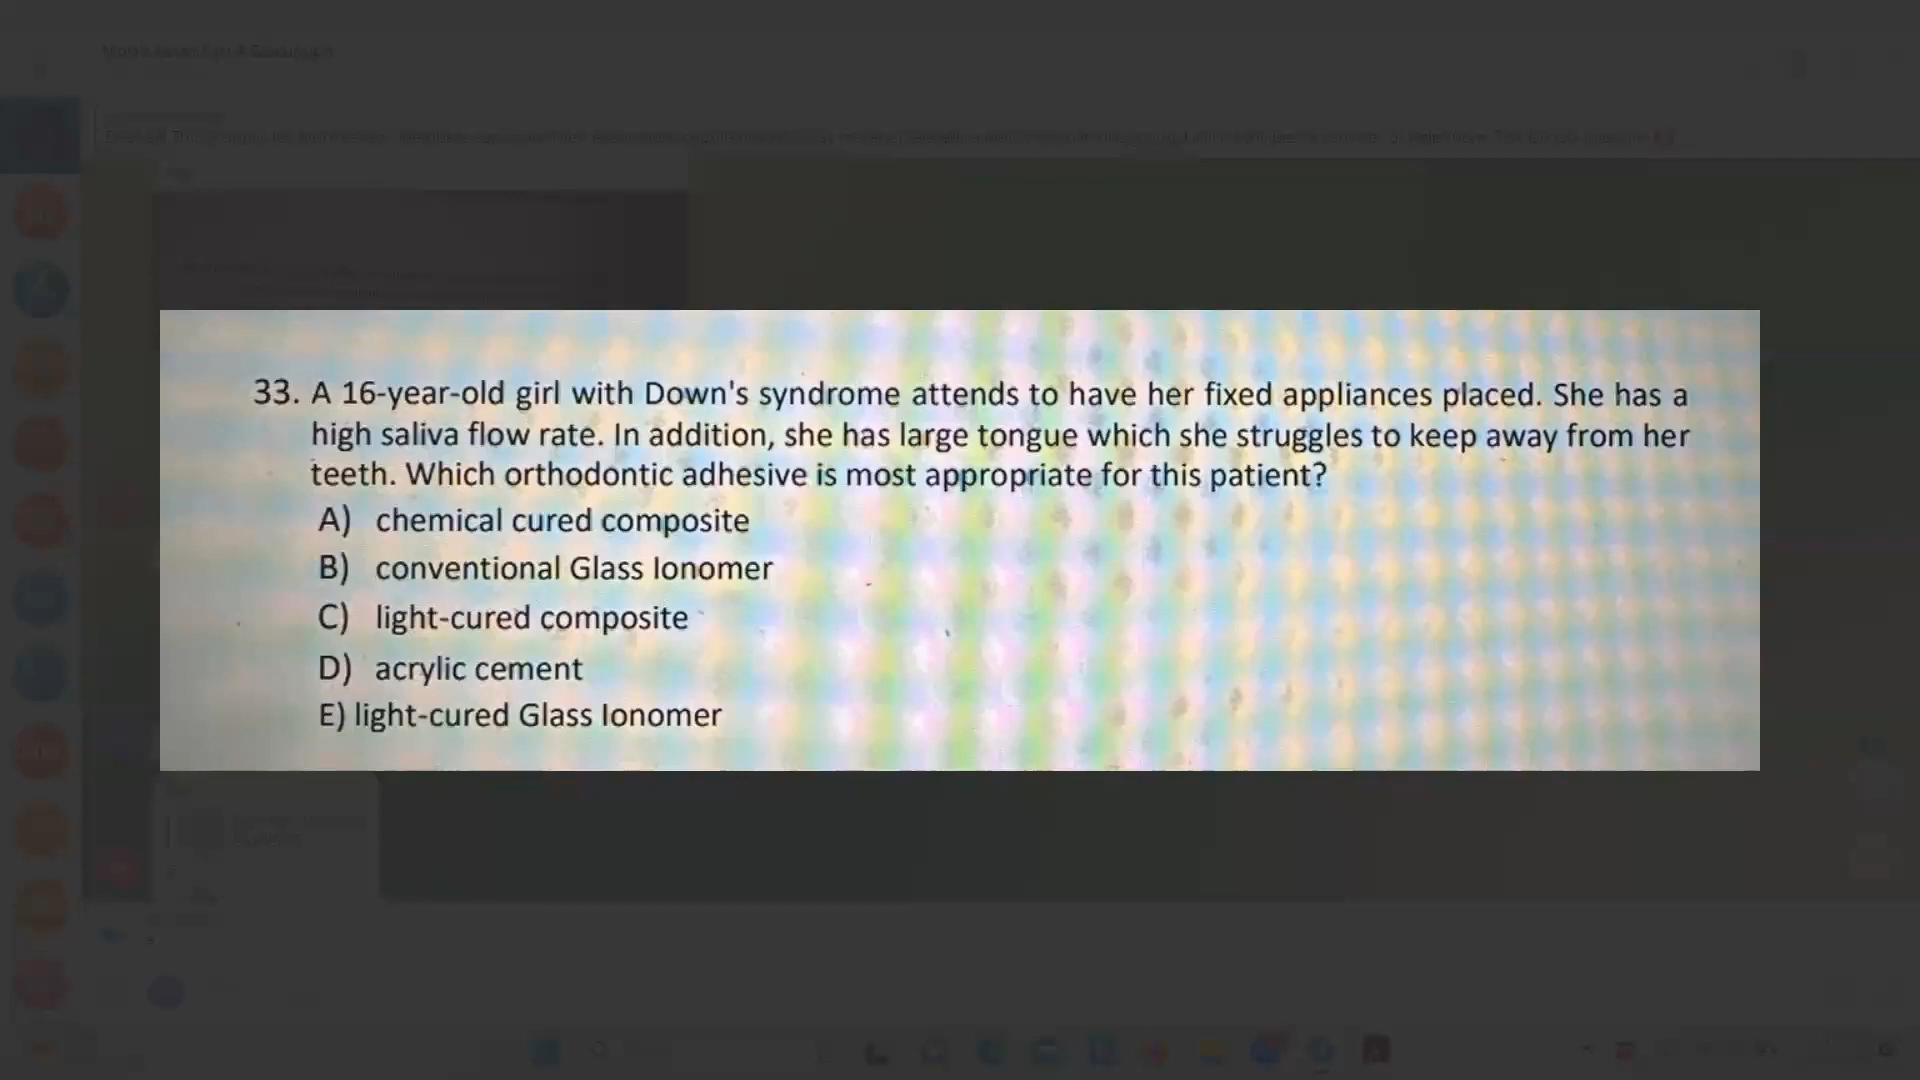 33. A 16-year-old girl with Down's syndrome attends to have her fixed appliances placed. She has a
high saliva flow rate. In addition, she has large tongue which she struggles to keep away from her
teeth. Which orthodontic adhesive is most appropriate for this patient?
A) chemical cured composite
B) conventional Glass Ionomer
C) light-cured composite
D) acrylic cement
E) light-cured Glass Ionomer